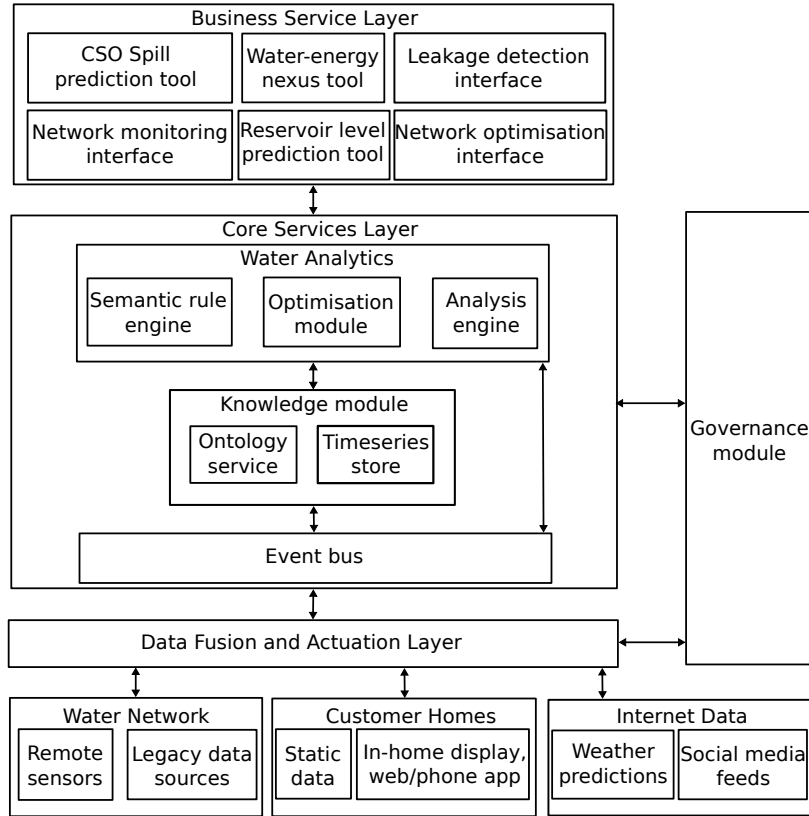 Business Service Layer
CSO Spill
prediction tool
Water-energy
nexus tool
Leakage detection
interface
Network monitoring
interface
Reservoir level
prediction tool
Network optimisation
interface
Core Services Layer
Water Analytics
Semantic rule
engine
Optimisation
module
Analysis
engine
Knowledge module
Ontology
service
Timeseries
store
Event bus
Governance
module
Data Fusion and Actuation Layer
Water Network
Remote
sensors
Legacy data
sources
Customer Homes
Static
data
In-home display,
web/phone app
Internet Data
Weather
predictions
Social media
feeds